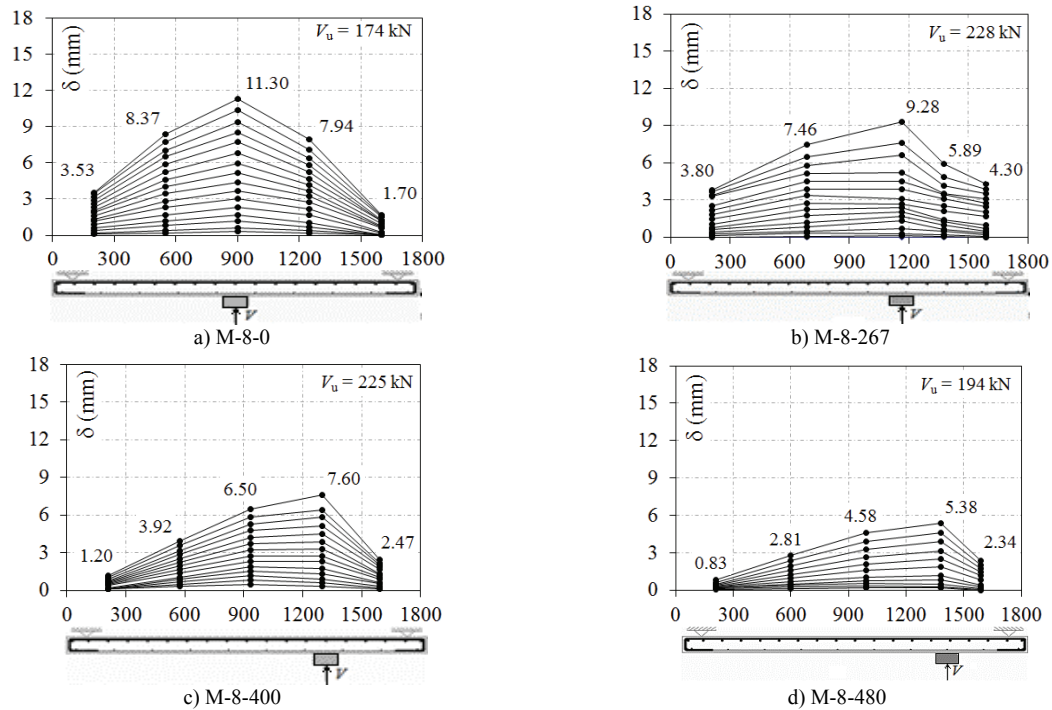 18
15
12
9
6
3
0
δ (mm)
V_u = 174 kN
3.53
8.37
11.30
7.94
1.70
0 300 600 900 1200 1500 1800
V
a) M-8-0
18
15
12
9
6
3
0
δ (mm)
V_u = 228 kN
3.80
7.46
9.28
5.89
4.30
0 300 600 900 1200 1500 1800
V
b) M-8-267
18
15
12
9
6
3
0
δ (mm)
V_u = 225 kN
1.20
3.92
6.50
7.60
2.47
0 300 600 900 1200 1500 1800
V
c) M-8-400
18
15
12
9
6
3
0
δ (mm)
V_u = 194 kN
0.83
2.81
4.58
5.38
2.34
0 300 600 900 1200 1500 1800
V
d) M-8-480